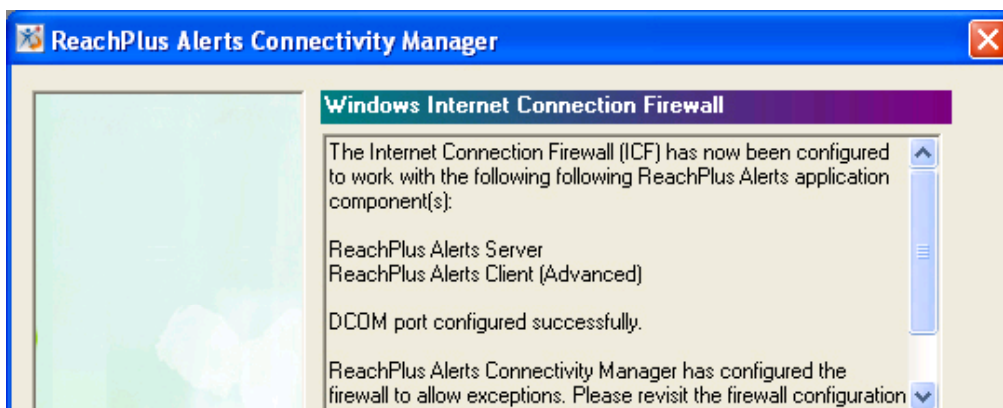 ReachPlus Alerts Connectivity Manager
Windows Internet Connection Firewall
The Internet Connection Firewall (ICF) has now been configured
to work with the following following ReachPlus Alerts application
component(s):
ReachPlus Alerts Server
ReachPlus Alerts Client (Advanced)
DCOM port configured successfully.
ReachPlus Alerts Connectivity Manager has configured the
firewall to allow exceptions. Please revisit the firewall configuration